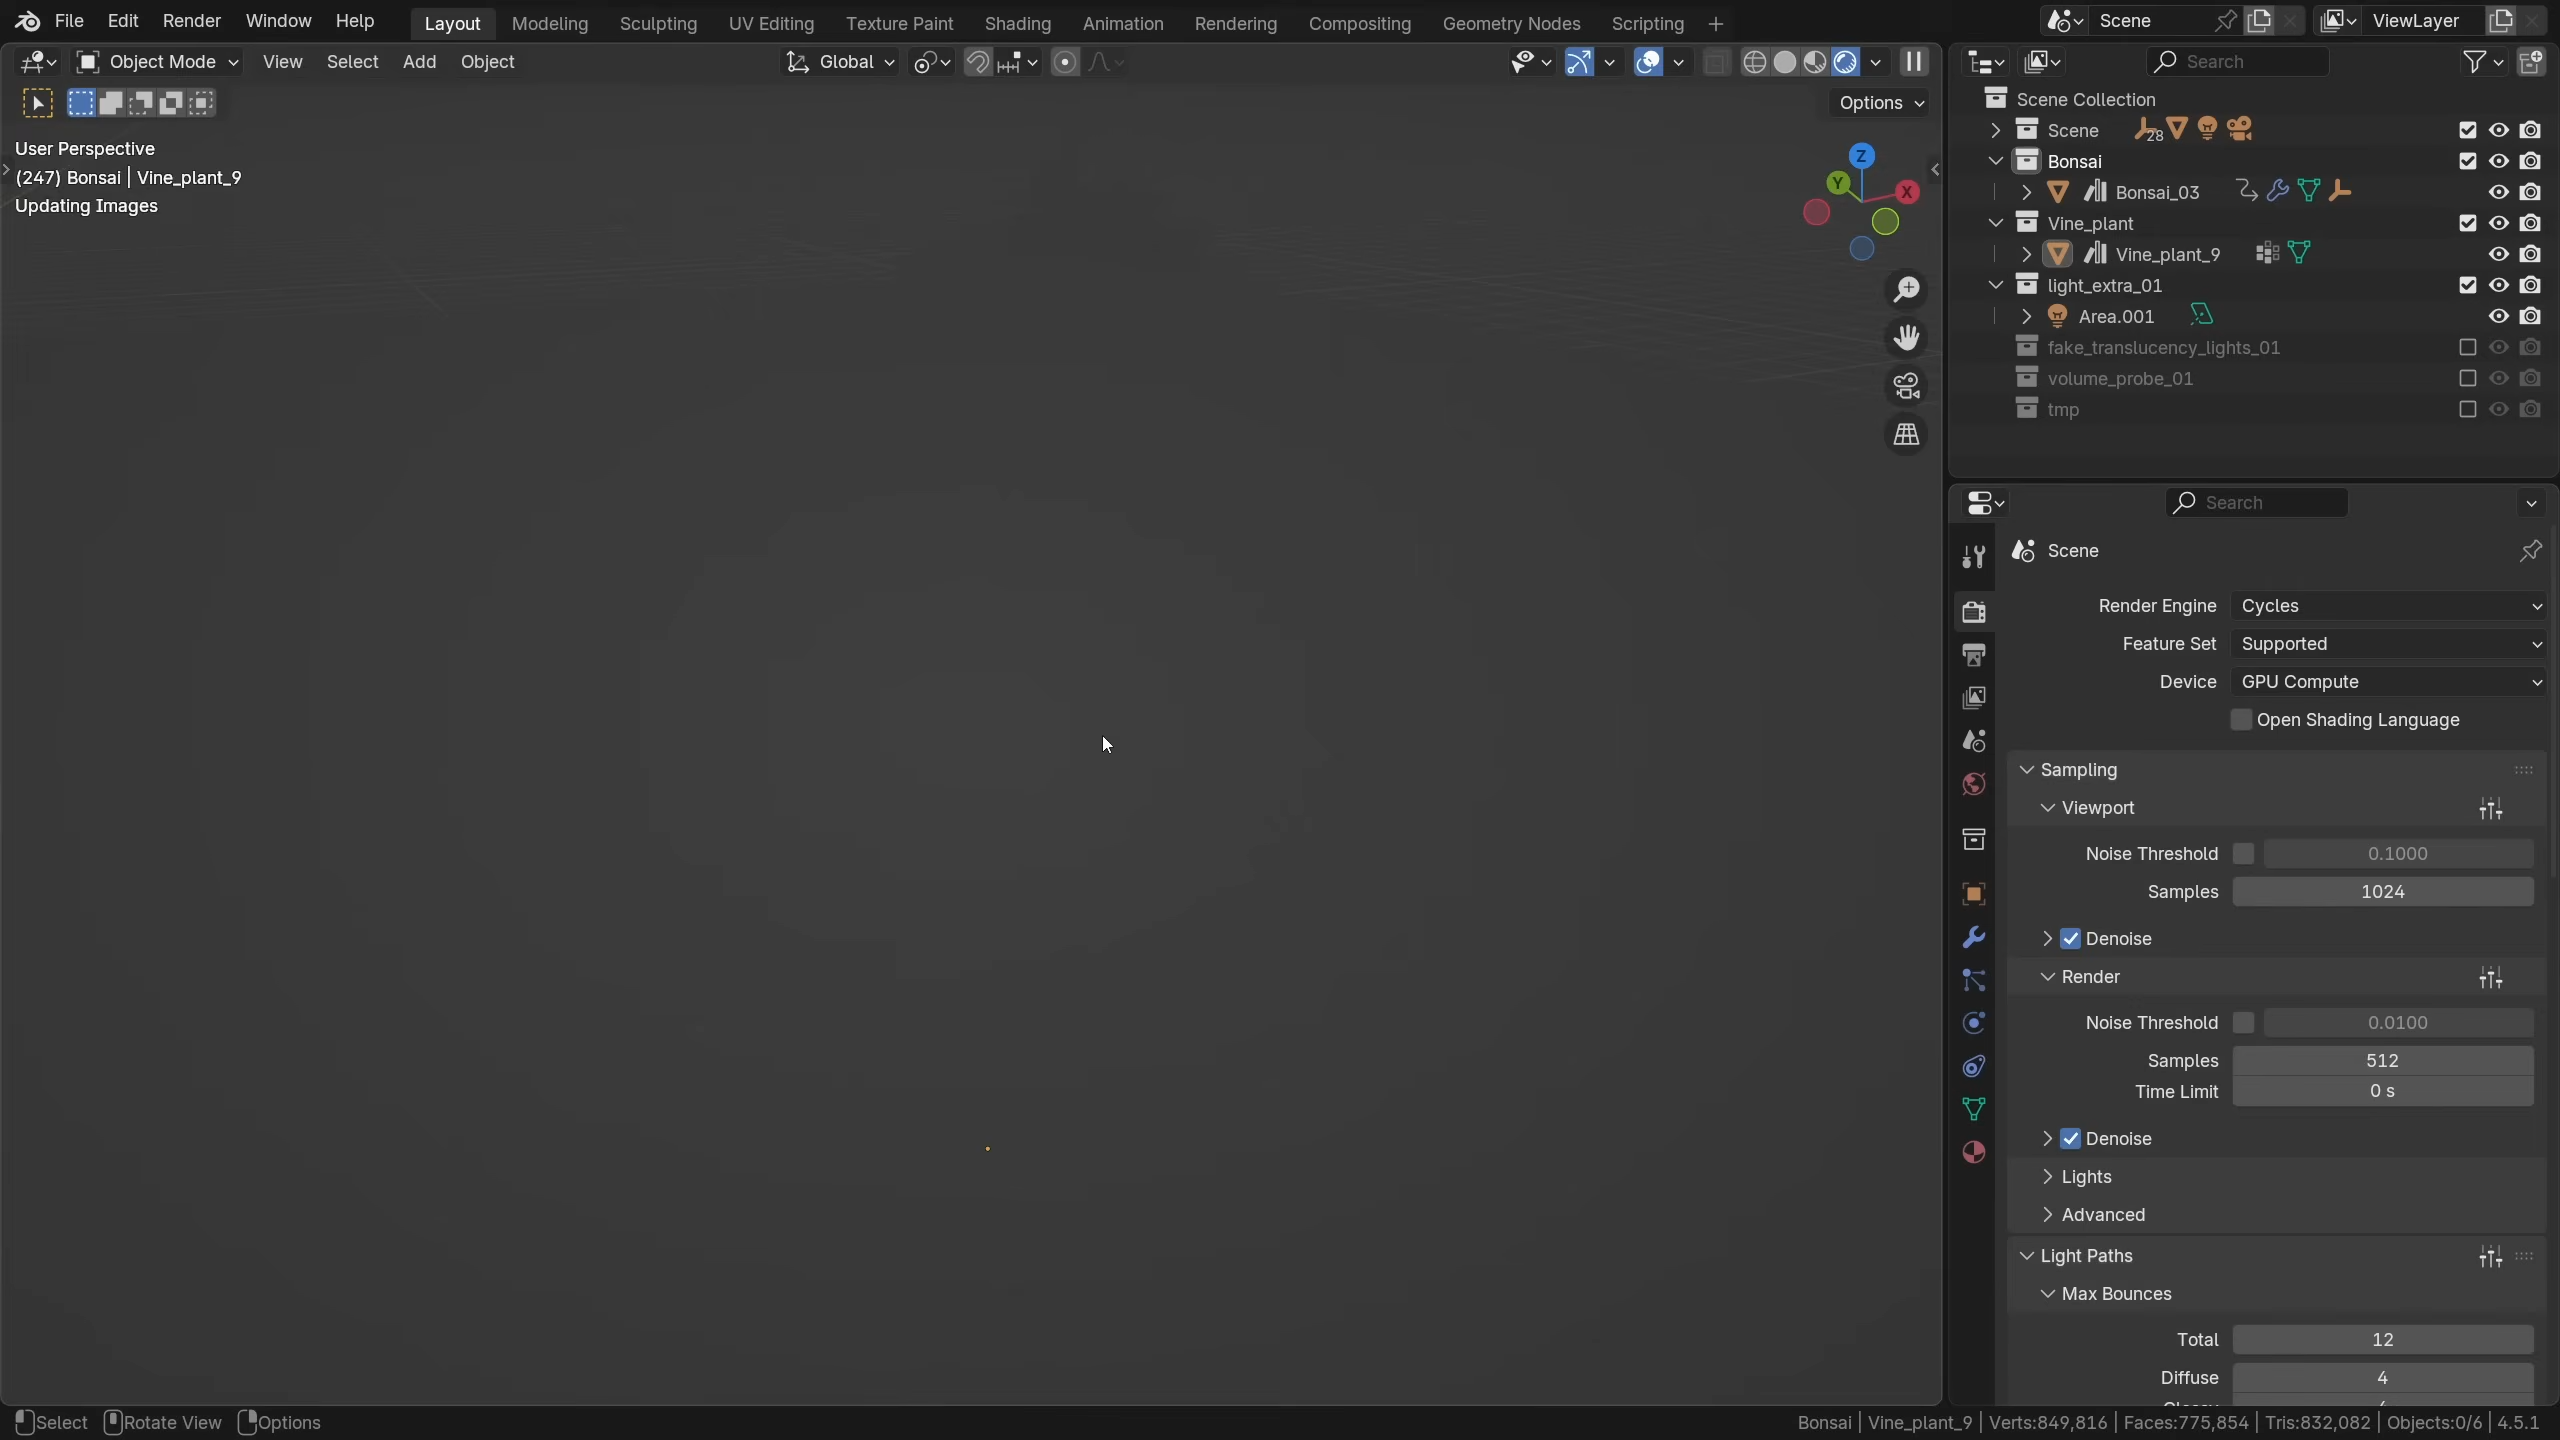 File Edit Render Window Help Layout Modeling Sculpting UV Editing Texture Paint Shading Animation Rendering Compositing Geometry Nodes Scripting Scene ViewLayer
Object Mode View Select Add Object Global Search
Options
User Perspective
(247) Bonsai | Vine_plant_9
Updating Images
Z
Y
X
Scene Collection
Scene 28
Bonsai
Bonsai_03
Vine_plant
Vine_plant_9
light_extra_01
Area.001
fake_translucency_lights_01
volume_probe_01
tmp
Search
Scene
Render Engine Cycles
Feature Set Supported
Device GPU Compute
Open Shading Language
Sampling
Viewport
Noise Threshold 0.1000
Samples 1024
Denoise
Render
Noise Threshold 0.0100
Samples 512
Time Limit 0 s
Denoise
Lights
Advanced
Light Paths
Max Bounces
Total 12
Diffuse 4
Select Rotate View Options Bonsai | Vine_plant_9 | Verts:849,816 | Faces:775,854 | Tris:832,082 | Objects:0/6 | 4.5.1